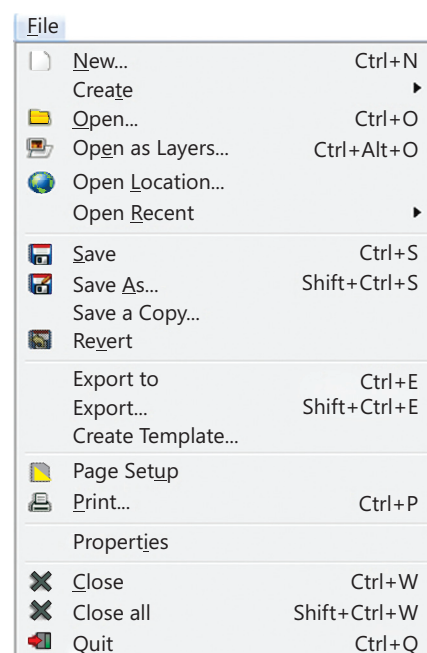 File
New... Ctrl+N
Create
Open... Ctrl+O
Open as Layers... Ctrl+Alt+O
Open Location...
Open Recent
Save Ctrl+S
Save As... Shift+Ctrl+S
Save a Copy...
Revert
Export to Ctrl+E
Export... Shift+Ctrl+E
Create Template...
Page Setup
Print... Ctrl+P
Properties
Close Ctrl+W
Close all Shift+Ctrl+W
Quit Ctrl+Q